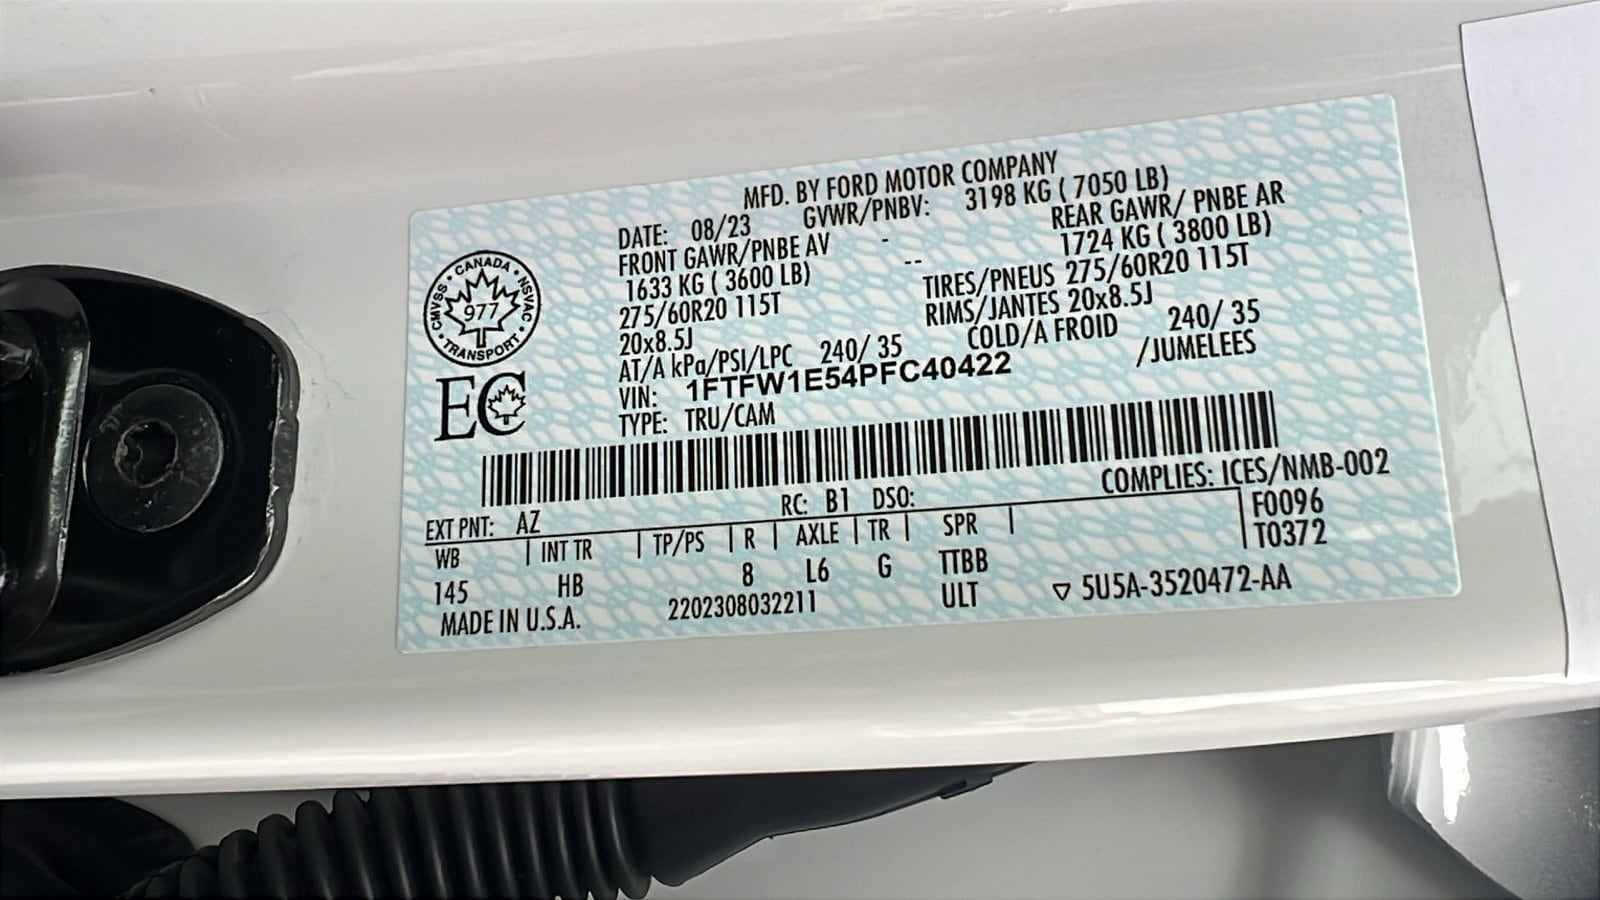 MFD. BY FORD MOTOR COMPANY
DATE: 08/23 GVWR/PNBV: 3198 KG ( 7050 LB)
FRONT GAWR/PNBE AV - REAR GAWR/ PNBE AR
1633 KG ( 3600 LB) -- 1724 KG ( 3800 LB)
275/60R20 115T TIRES/PNEUS 275/60R20 115T
20x8.5J RIMS/JANTES 20x8.5J
AT/A kPa/PSI/LPC 240/ 35 COLD/A FROID 240/ 35
VIN: 1FTFW1E54PFC40422 /JUMELEES
TYPE: TRU/CAM
CANADA • NSVAC • TRANSPORT • CMVSS •
977
EC
COMPLIES: ICES/NMB-002
EXT PNT: AZ RC: B1 DSO: F0096
WB | INT TR | TP/PS | R | AXLE | TR | SPR | T0372
145 HB 8 L6 G TTBB
MADE IN U.S.A. 2202308032211 ULT ▽ 5U5A-3520472-AA